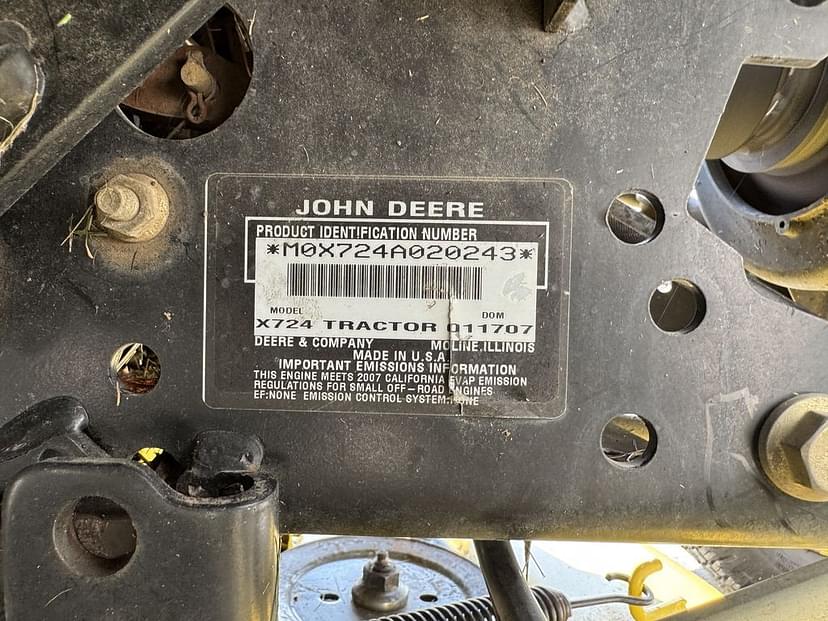 JOHN DEERE
PRODUCT IDENTIFICATION NUMBER
*M0X724A020243*
MODEL DOM
X724 TRACTOR 011707
DEERE & COMPANY MOLINE,ILLINOIS
MADE IN U.S.A.
IMPORTANT EMISSIONS INFORMATION
THIS ENGINE MEETS 2007 CALIFORNIA EVAP EMISSION
REGULATIONS FOR SMALL OFF-ROAD ENGINES
EF:NONE EMISSION CONTROL SYSTEM:NONE